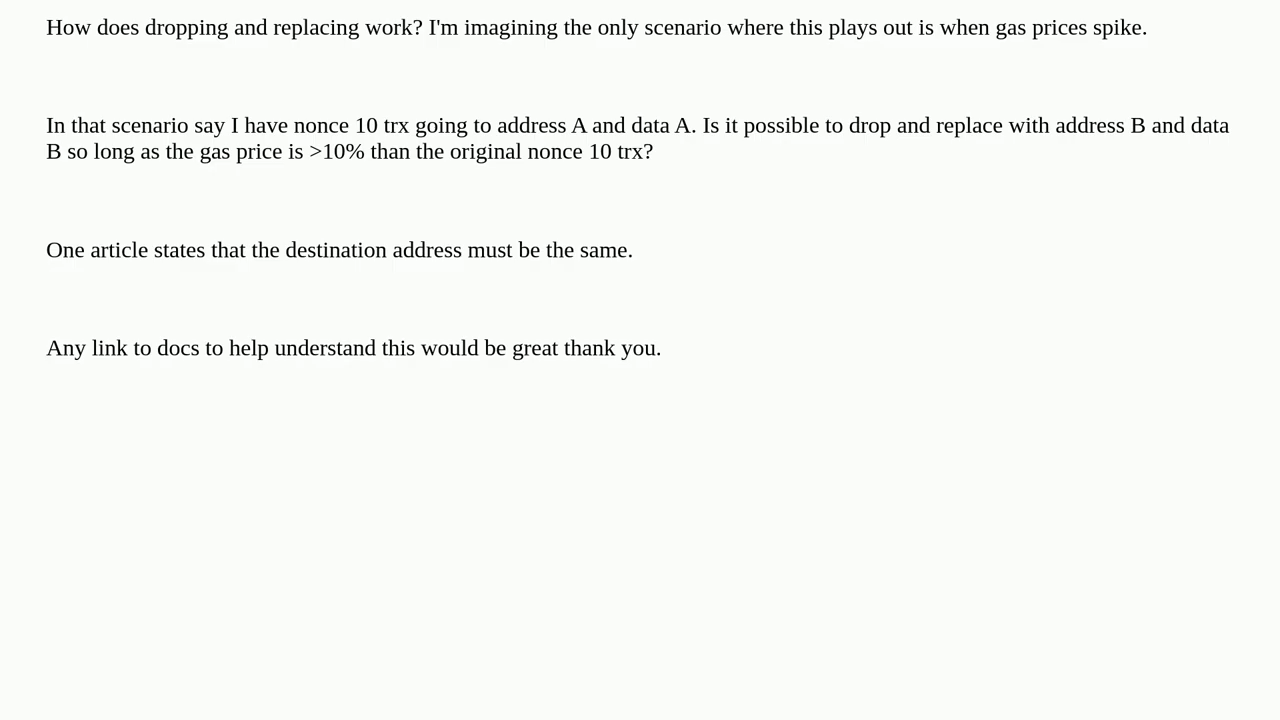 How does dropping and replacing work? I'm imagining the only scenario where this plays out is when gas prices spike.
In that scenario say I have nonce 10 trx going to address A and data A. Is it possible to drop and replace with address B and data
B so long as the gas price is >10% than the original nonce 10 trx?
One article states that the destination address must be the same.
Any link to docs to help understand this would be great thank you.